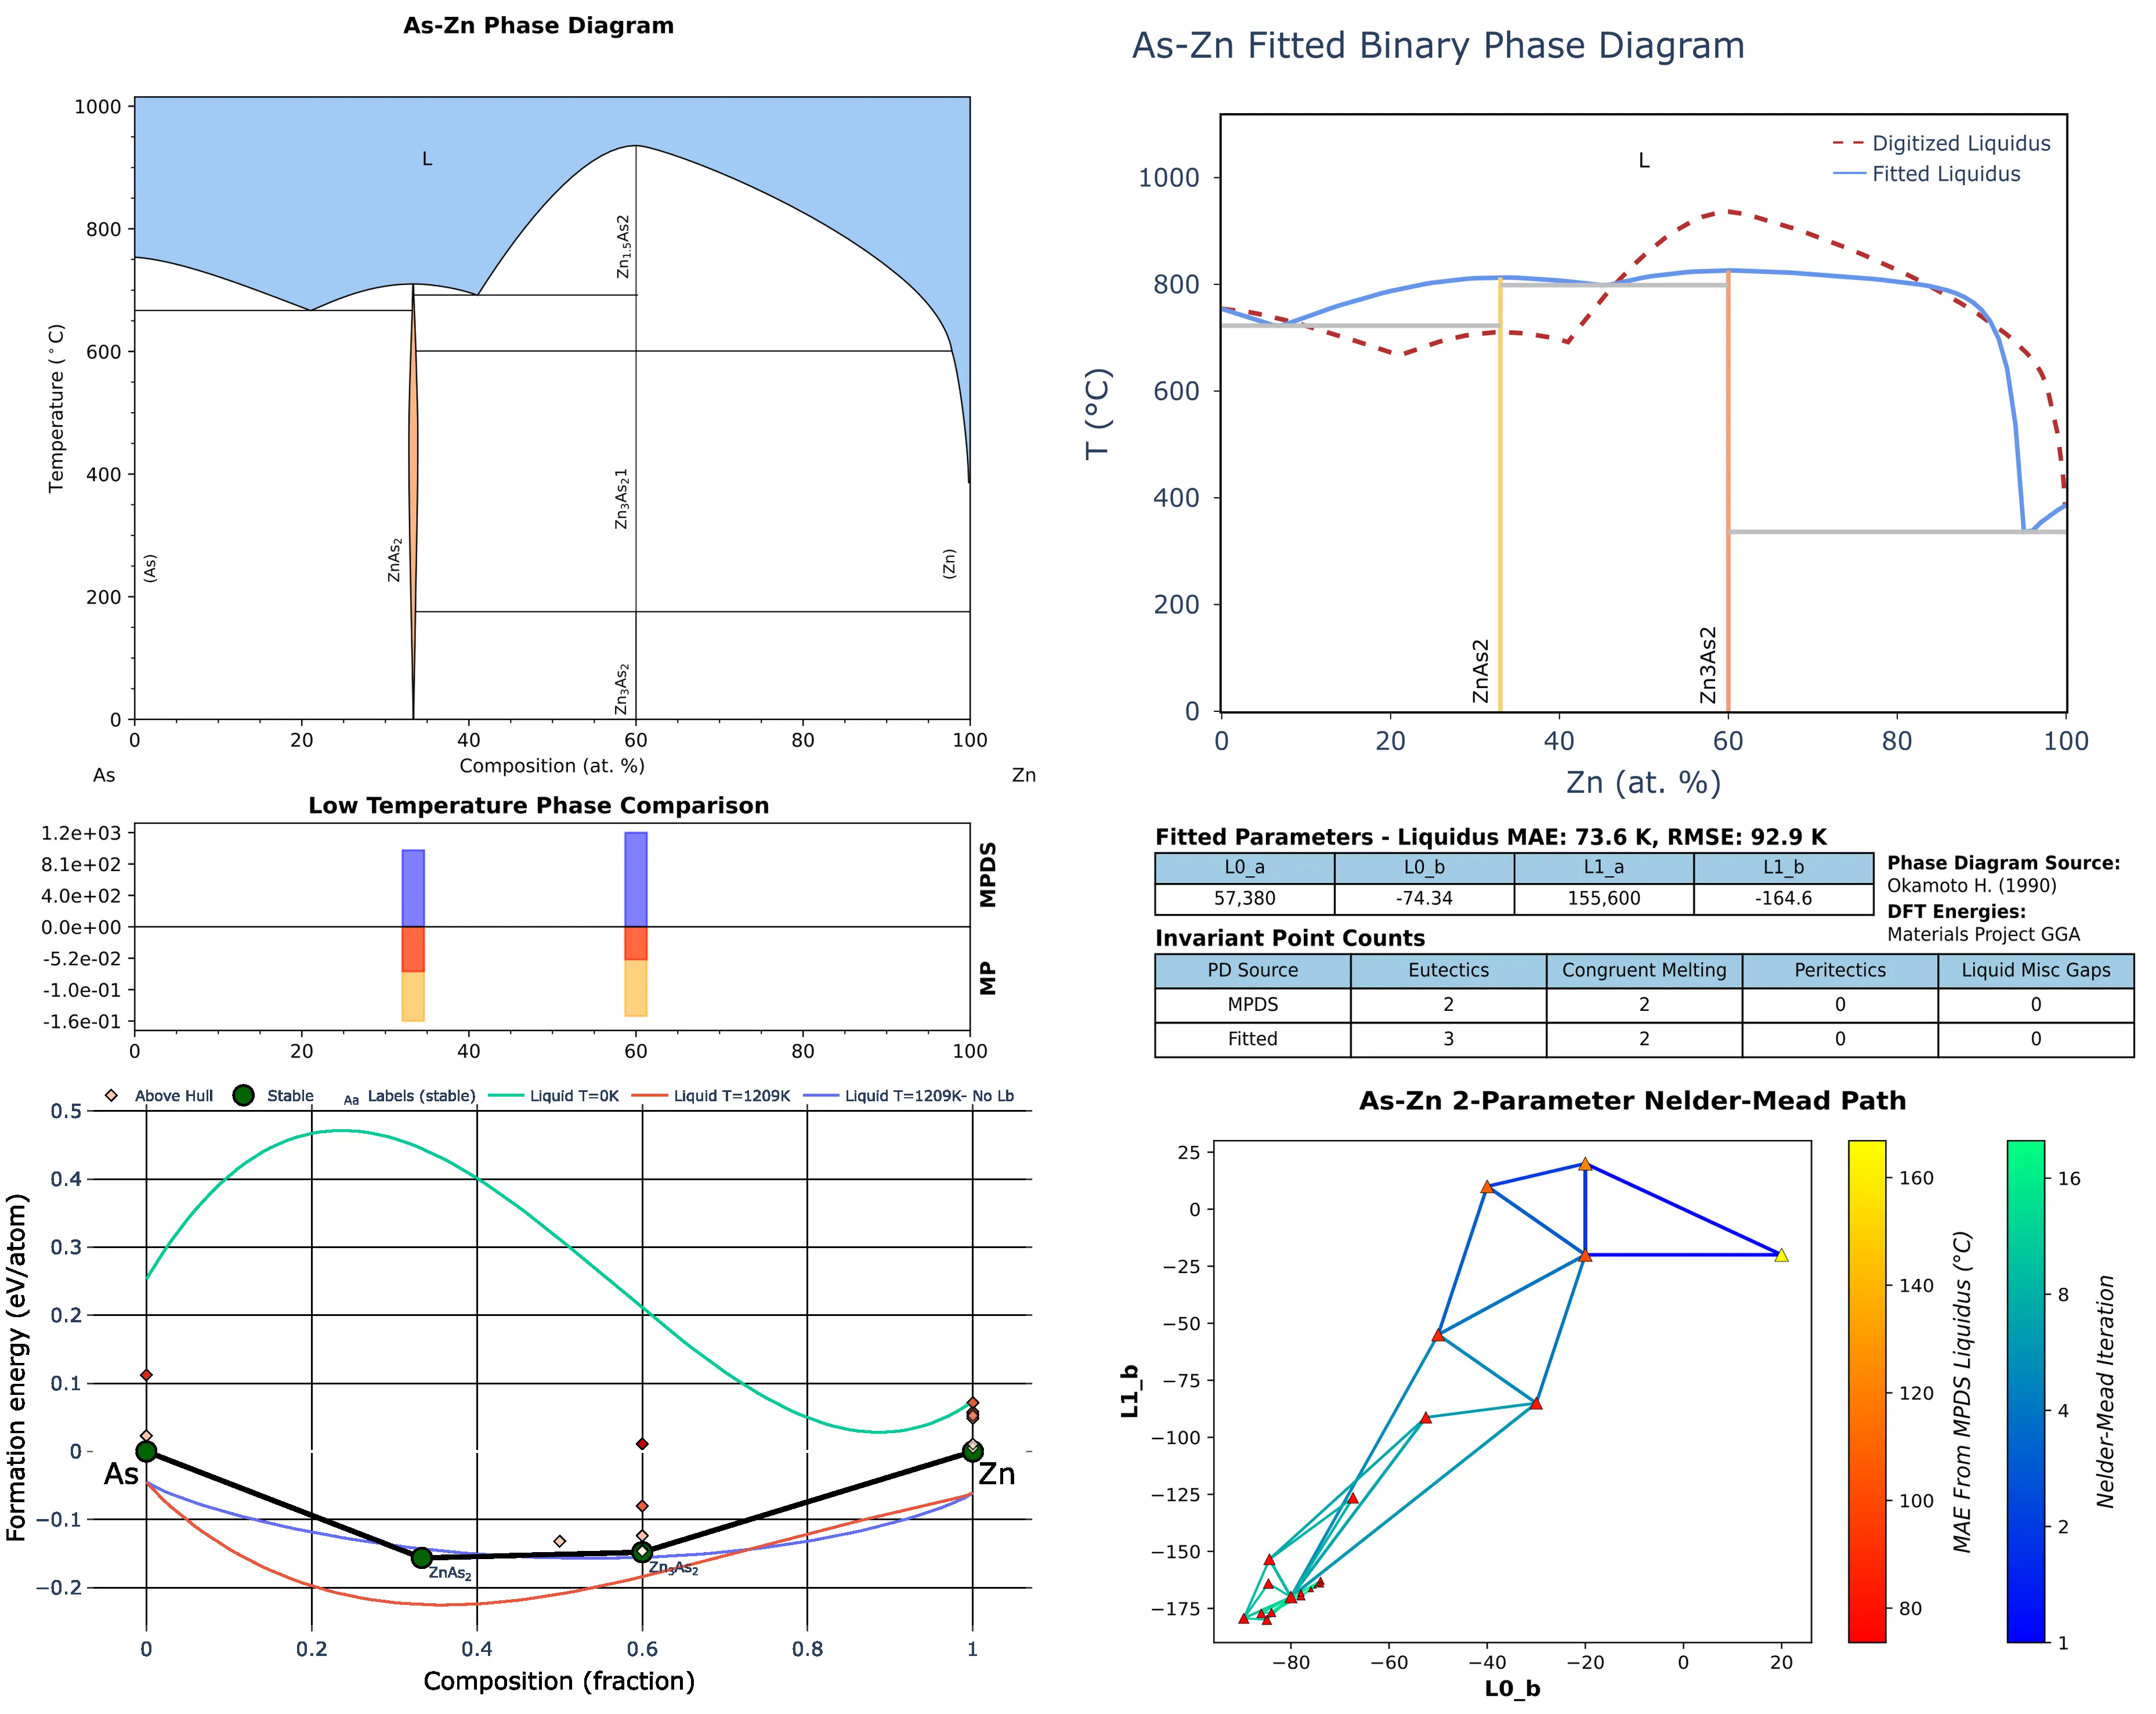 As-Zn Phase Diagram
1000
800
600
400
200
0
Temperature (°C)
L
Zn1.5As2
Zn3As21
Zn3As2
ZnAs2
(As)
(Zn)
0 20 40 60 80 100
As Composition (at. %) Zn
Low Temperature Phase Comparison
1.2e+03
8.1e+02
4.0e+02
0.0e+00
-5.2e-02
-1.0e-01
-1.6e-01
MPDS
MP
0 20 40 60 80 100
Above Hull Stable Aa Labels (stable) Liquid T=0K Liquid T=1209K Liquid T=1209K- No Lb
0.5
0.4
0.3
0.2
0.1
0
−0.1
−0.2
Formation energy (eV/atom)
As
Zn
ZnAs2
Zn3As2
0 0.2 0.4 0.6 0.8 1
Composition (fraction)
As-Zn Fitted Binary Phase Diagram
Digitized Liquidus
Fitted Liquidus
L
1000
800
600
400
200
0
T (°C)
ZnAs2
Zn3As2
0 20 40 60 80 100
Zn (at. %)
Fitted Parameters - Liquidus MAE: 73.6 K, RMSE: 92.9 K
L0_a L0_b L1_a L1_b
57,380 -74.34 155,600 -164.6
Phase Diagram Source:
Okamoto H. (1990)
DFT Energies:
Materials Project GGA
Invariant Point Counts
PD Source Eutectics Congruent Melting Peritectics Liquid Misc Gaps
MPDS 2 2 0 0
Fitted 3 2 0 0
As-Zn 2-Parameter Nelder-Mead Path
25
0
−25
−50
−75
−100
−125
−150
−175
L1_b
−80 −60 −40 −20 0 20
L0_b
160
140
120
100
80
MAE From MPDS Liquidus (°C)
16
8
4
2
1
Nelder-Mead Iteration